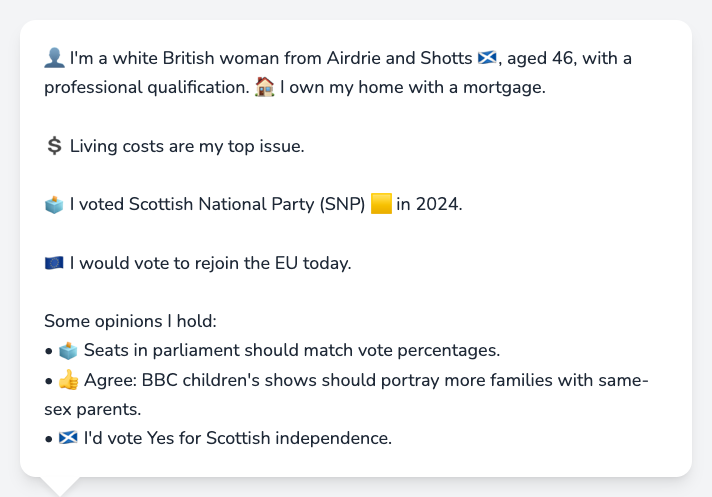 👤 I'm a white British woman from Airdrie and Shotts 🏴󠁧󠁢󠁳󠁣󠁴󠁿, aged 46, with a
professional qualification. 🏠 I own my home with a mortgage.
💲 Living costs are my top issue.
🗳️ I voted Scottish National Party (SNP) 🟨 in 2024.
🇪🇺 I would vote to rejoin the EU today.
Some opinions I hold:
• 🗳️ Seats in parliament should match vote percentages.
• 👍 Agree: BBC children's shows should portray more families with same-
sex parents.
• 🏴󠁧󠁢󠁳󠁣󠁴󠁿 I'd vote Yes for Scottish independence.